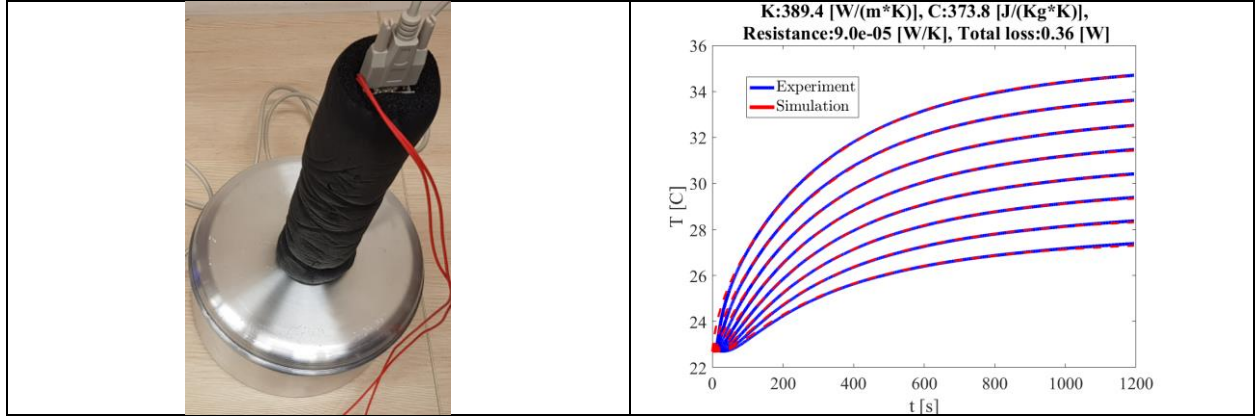 K:389.4 [W/(m*K)], C:373.8 [J/(Kg*K)],
Resistance:9.0e-05 [W/K], Total loss:0.36 [W]
36
34
32
30
28
26
24
22
T [C]
Experiment
Simulation
0
200
400
600
800
1000
1200
t [s]